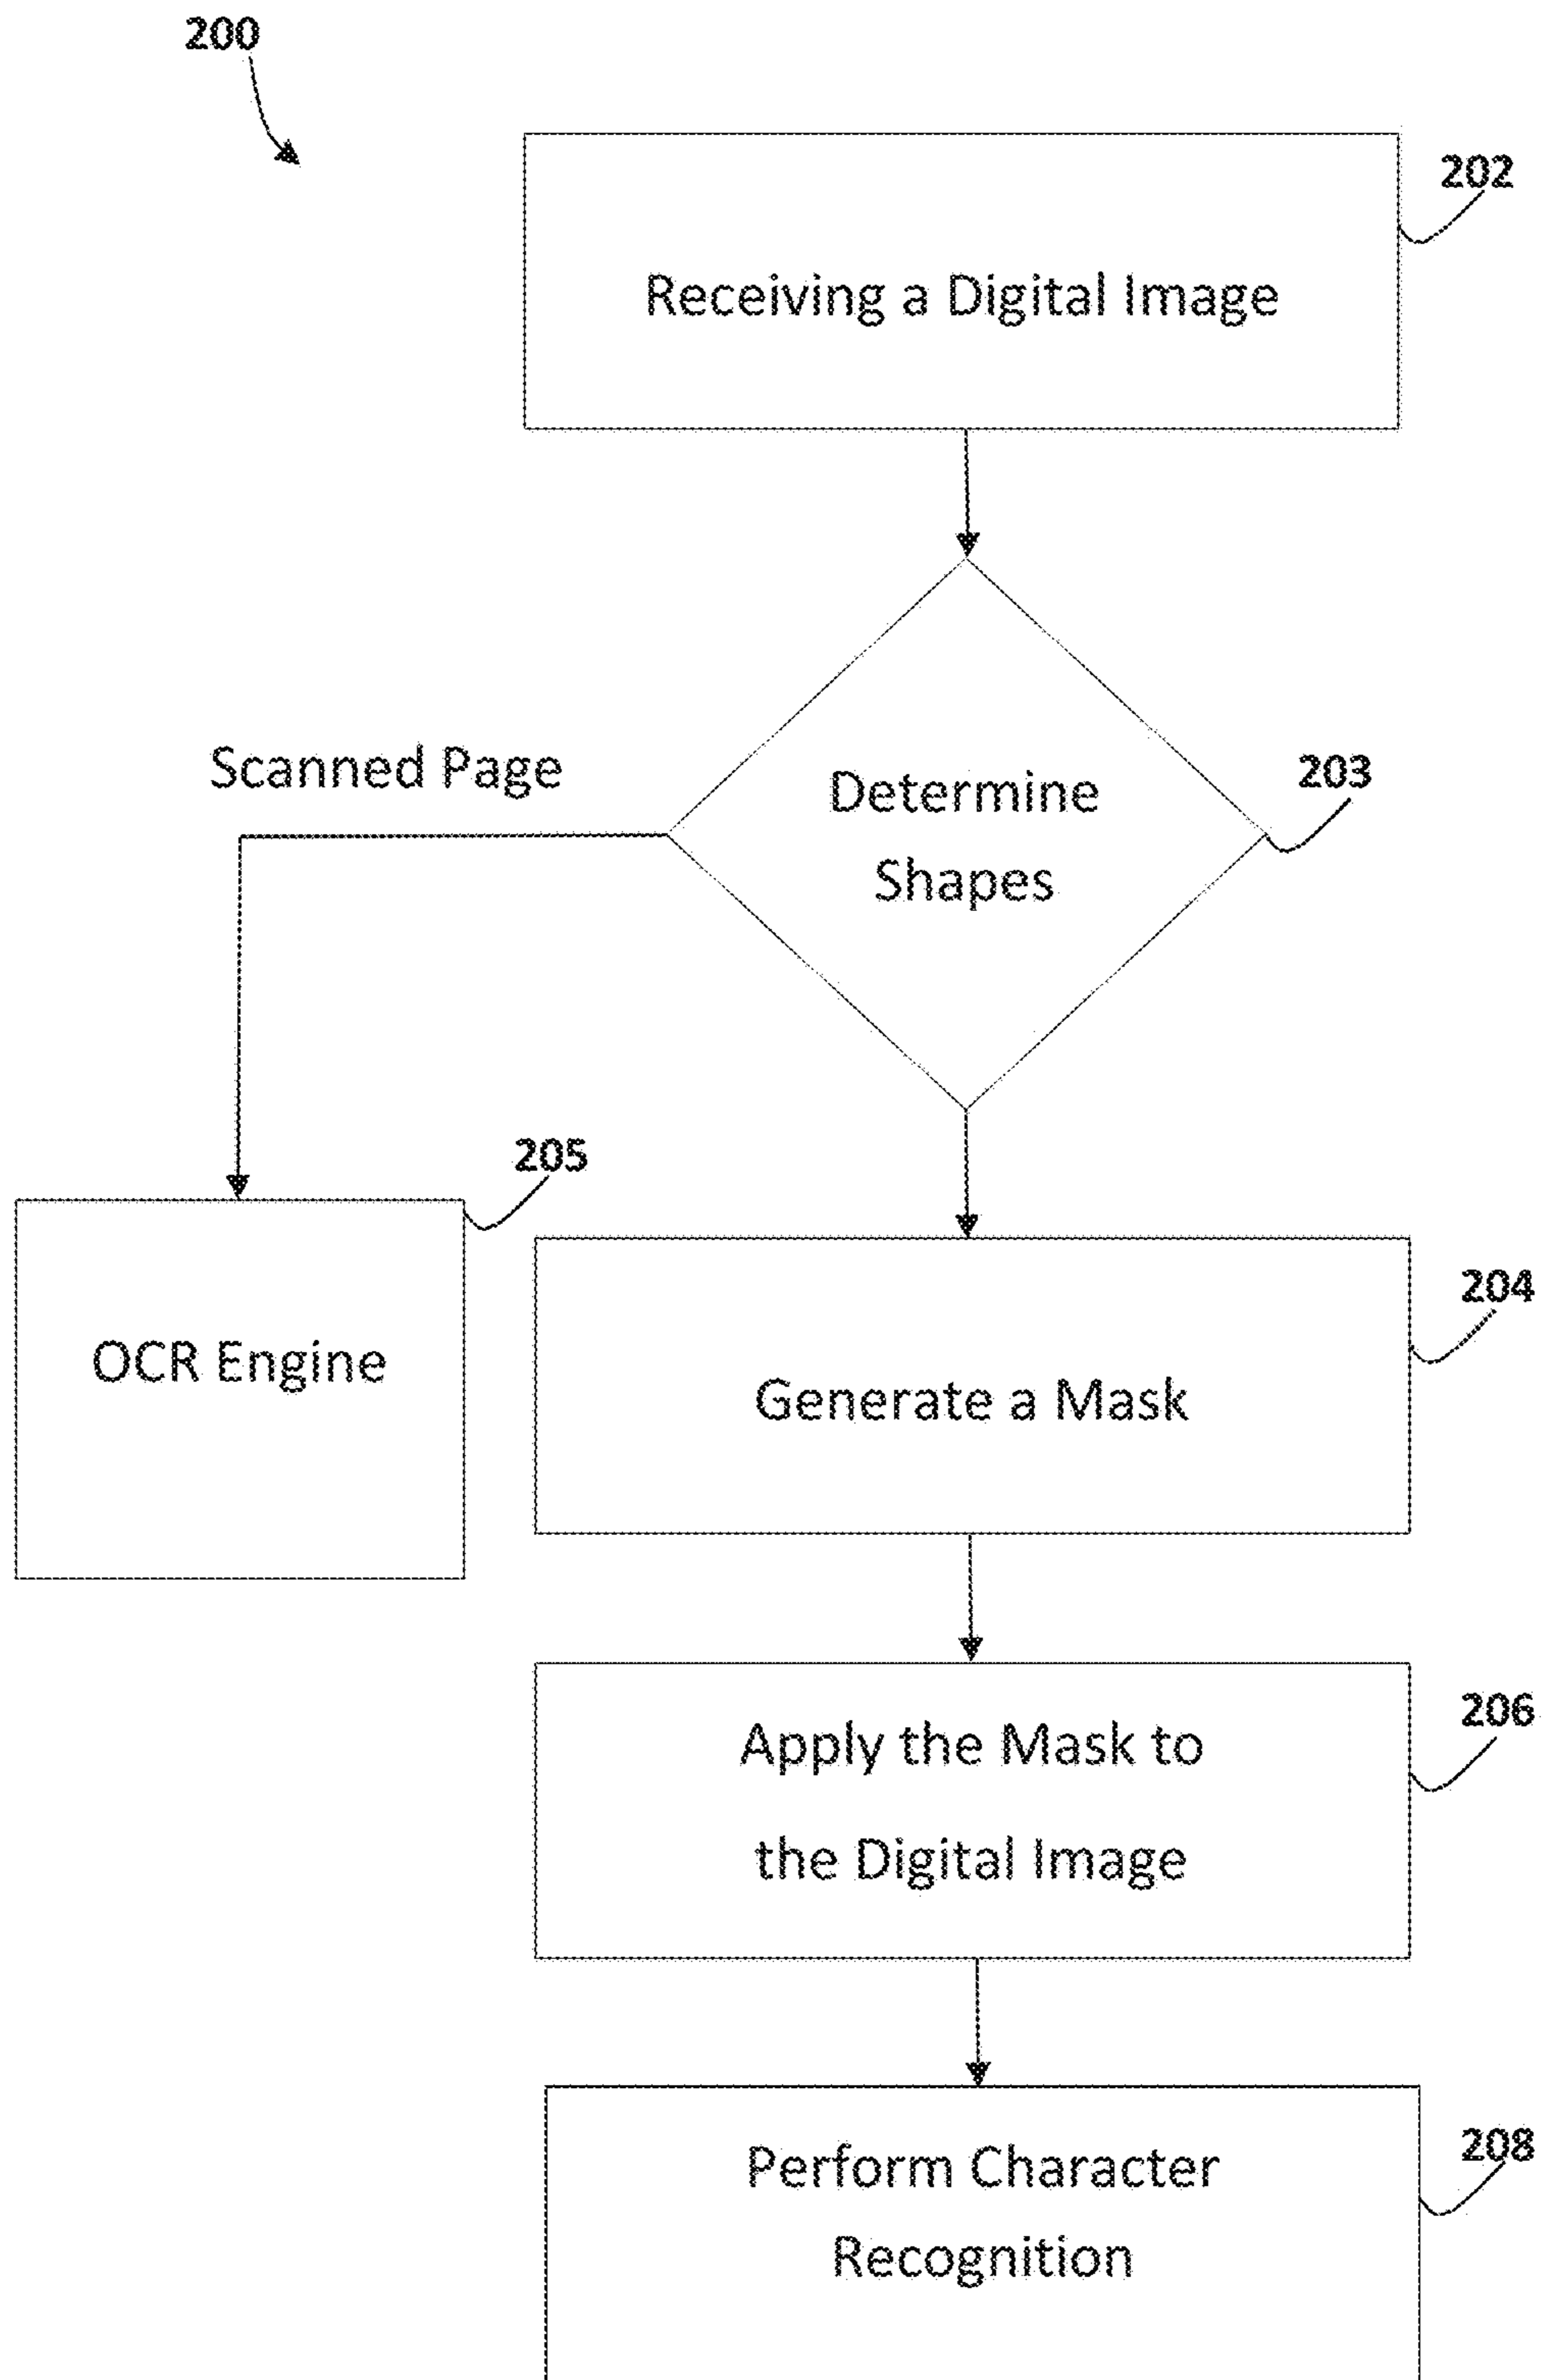 200
202
Receiving a Digital Image
Scanned Page
203
Determine
Shapes
205
OCR Engine
204
Generate a Mask
206
Apply the Mask to
the Digital Image
208
Perform Character
Recognition